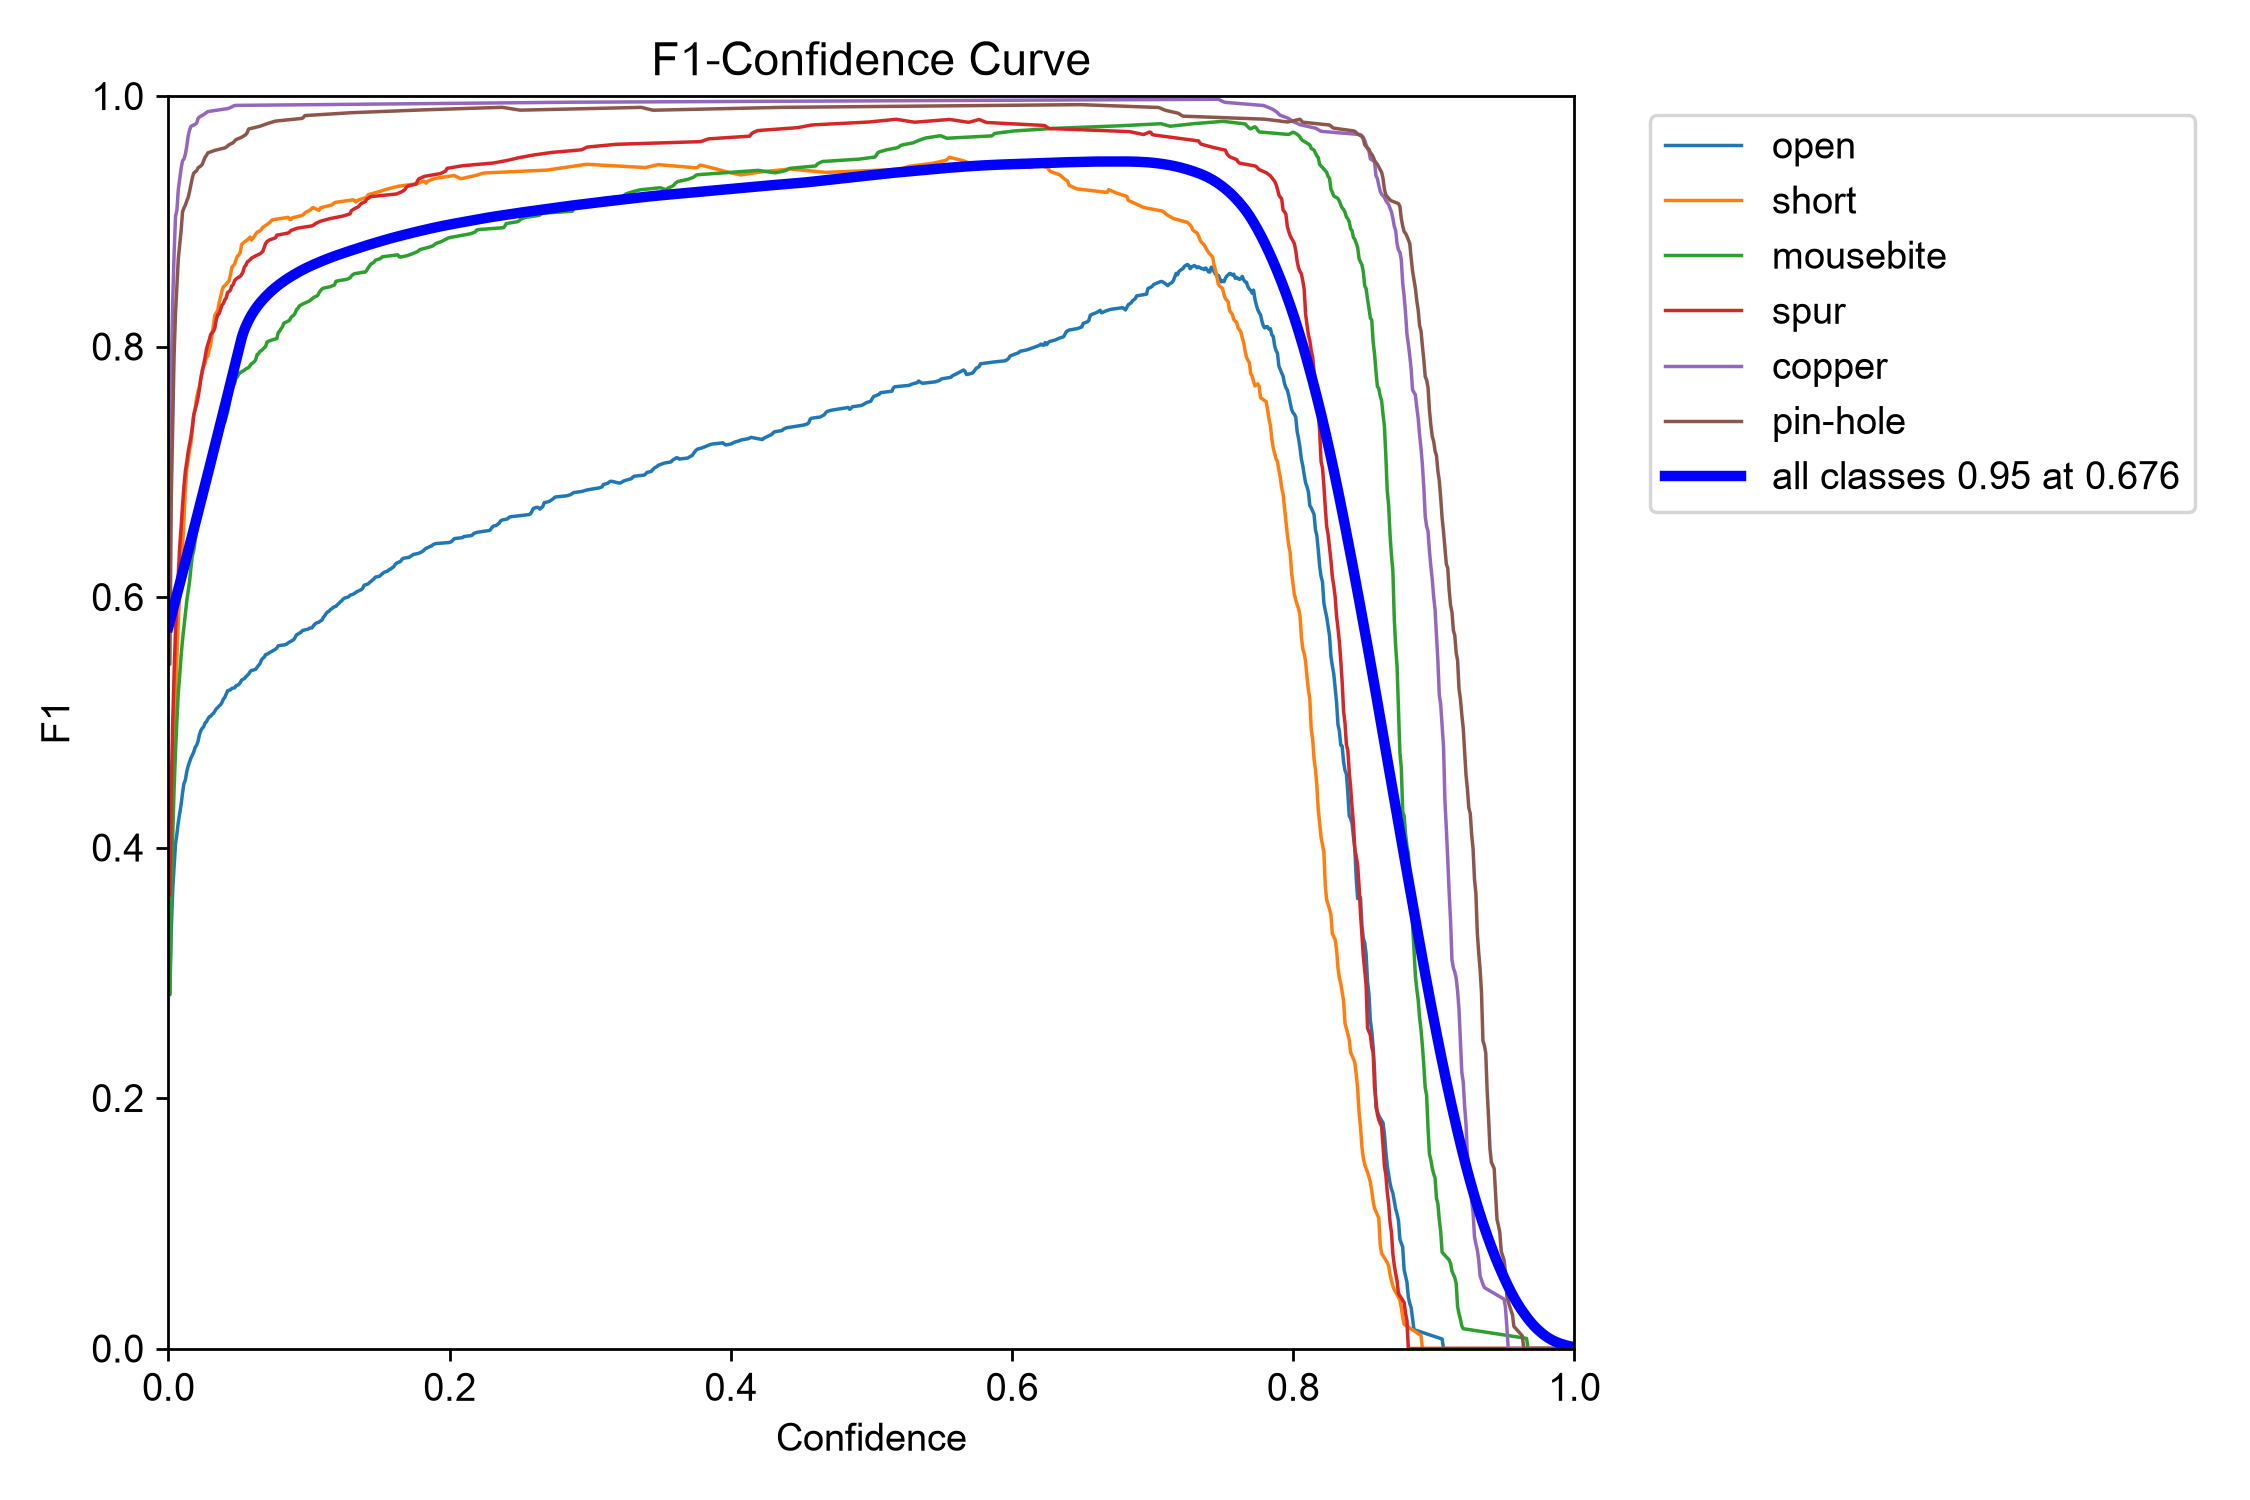 F1-Confidence Curve
1.0
0.8
0.6
0.4
0.2
0.0
F1
0.0 0.2 0.4 0.6 0.8 1.0
Confidence
open
short
mousebite
spur
copper
pin-hole
all classes 0.95 at 0.676